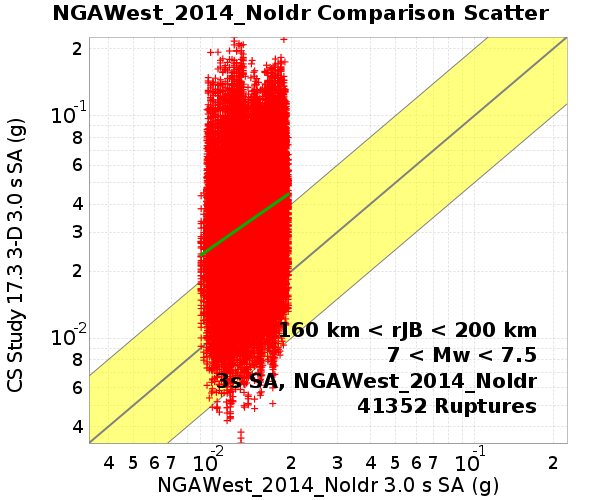 NGAWest_2014_NoIdr Comparison Scatter
CS Study 17.3 3-D 3.0 s SA (g)
2
10-1
8
6
4
3
2
10-2
8
6
4
160 km < rJB < 200 km
7 < Mw < 7.5
3s SA, NGAWest_2014_NoIdr
41352 Ruptures
4 5 6 7 10-2 2 3 4 5 6 7 10-1 2
NGAWest_2014_NoIdr 3.0 s SA (g)